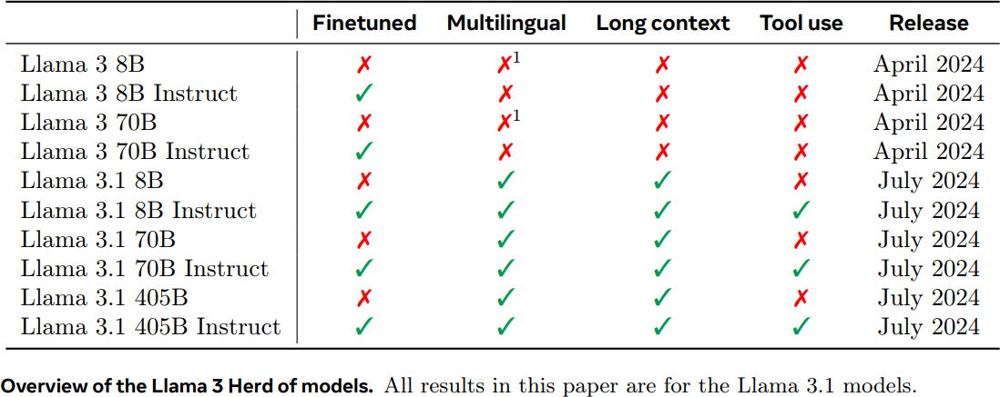 Finetuned Multilingual Long context Tool use Release
Llama 3 8B ✗ ✗¹ ✗ ✗ April 2024
Llama 3 8B Instruct ✓ ✗ ✗ ✗ April 2024
Llama 3 70B ✗ ✗¹ ✗ ✗ April 2024
Llama 3 70B Instruct ✓ ✗ ✗ ✗ April 2024
Llama 3.1 8B ✗ ✓ ✓ ✗ July 2024
Llama 3.1 8B Instruct ✓ ✓ ✓ ✓ July 2024
Llama 3.1 70B ✗ ✓ ✓ ✗ July 2024
Llama 3.1 70B Instruct ✓ ✓ ✓ ✓ July 2024
Llama 3.1 405B ✗ ✓ ✓ ✗ July 2024
Llama 3.1 405B Instruct ✓ ✓ ✓ ✓ July 2024
Overview of the Llama 3 Herd of models. All results in this paper are for the Llama 3.1 models.